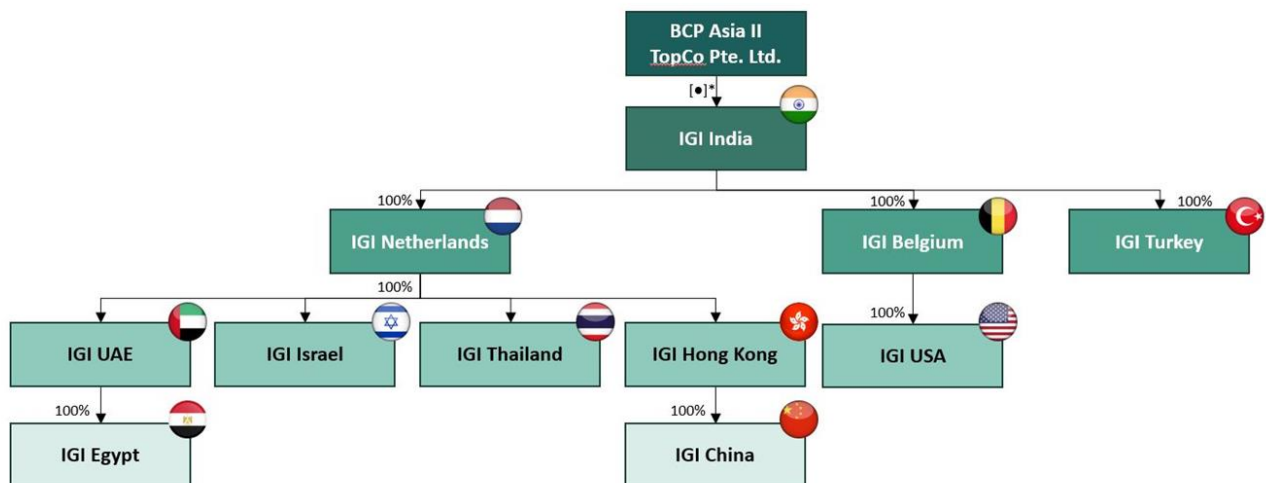 BCP Asia II
TopCo Pte. Ltd.
[●]*
IGI India
100%
100%
100%
IGI Netherlands
IGI Belgium
IGI Turkey
100%
100%
IGI UAE
IGI Israel
IGI Thailand
IGI Hong Kong
IGI USA
100%
100%
IGI Egypt
IGI China